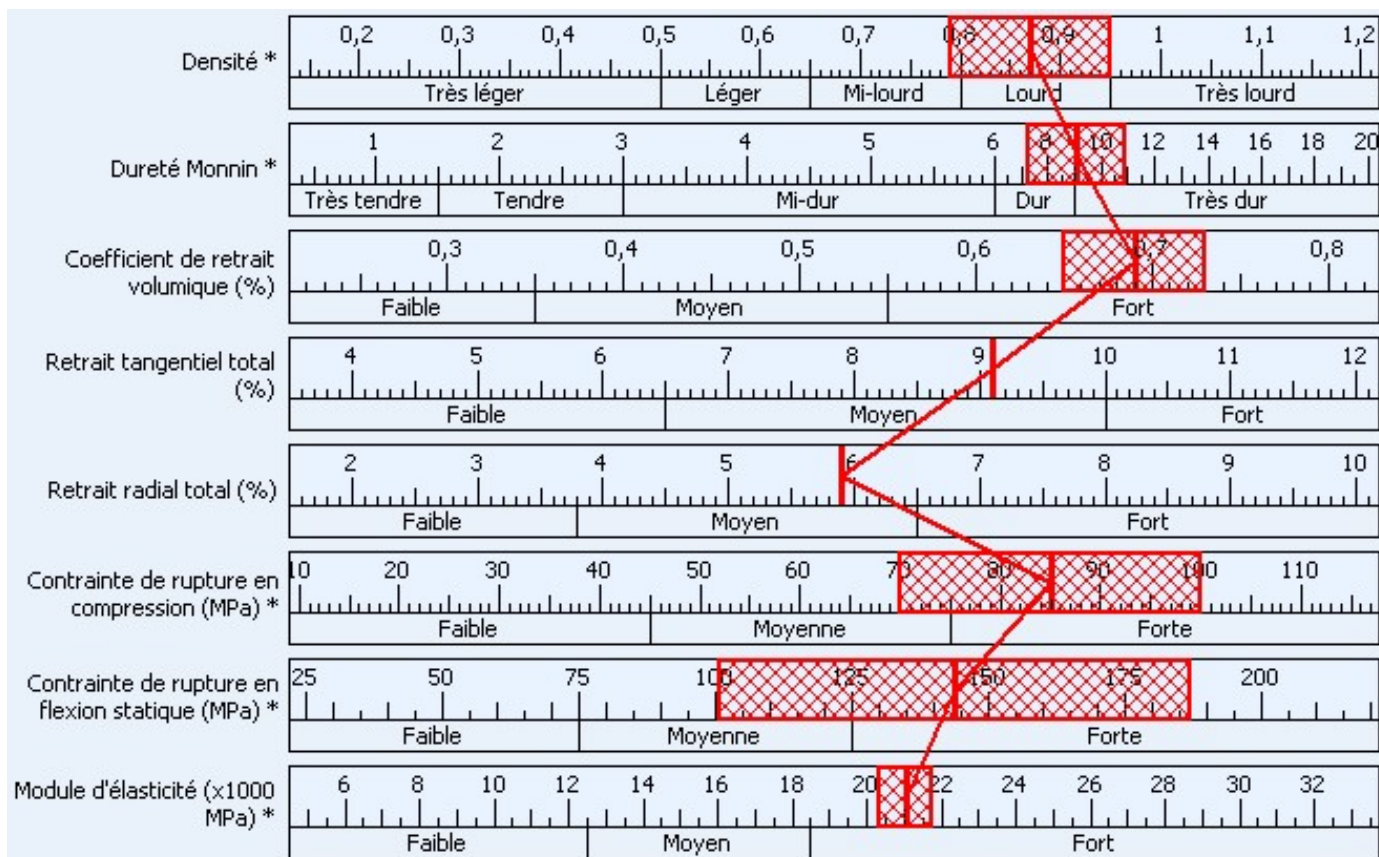 0,2 0,3 0,4 0,5 0,6 0,7 0,8 0,9 1 1,1 1,2
Densité *
Très léger Léger Mi-lourd Lourd Très lourd
1 2 3 4 5 6 8 10 12 14 16 18 20
Dureté Monnin *
Très tendre Tendre Mi-dur Dur Très dur
0,3 0,4 0,5 0,6 0,7 0,8
Coefficient de retrait
volumique (%)
Faible Moyen Fort
4 5 6 7 8 9 10 11 12
Retrait tangentiel total
(%)
Faible Moyen Fort
2 3 4 5 6 7 8 9 10
Retrait radial total (%)
Faible Moyen Fort
10 20 30 40 50 60 70 80 90 100 110
Contrainte de rupture en
compression (MPa) *
Faible Moyenne Forte
25 50 75 100 125 150 175 200
Contrainte de rupture en
flexion statique (MPa) *
Faible Moyenne Forte
6 8 10 12 14 16 18 20 22 24 26 28 30 32
Module d'élasticité (x1000
MPa) *
Faible Moyen Fort